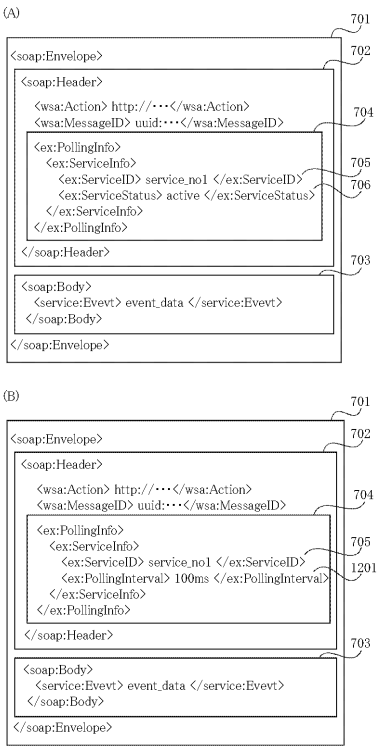 (A)
701
<soap:Envelope>
702
<soap:Header>
<wsa:Action> http://･･･</wsa:Action>
<wsa:MessageID> uuid:･･･</wsa:MessageID>
704
<ex:PollingInfo>
<ex:ServiceInfo>
705
<ex:ServiceID> service_no1 </ex:ServiceID>
706
<ex:ServiceStatus> active </ex:ServiceStatus>
</ex:ServiceInfo>
</ex:PollingInfo>
</soap:Header>
703
<soap:Body>
<service:Evevt> event_data </service:Evevt>
</soap:Body>
</soap:Envelope>
(B)
701
<soap:Envelope>
702
<soap:Header>
<wsa:Action> http://･･･</wsa:Action>
<wsa:MessageID> uuid:･･･</wsa:MessageID>
704
<ex:PollingInfo>
<ex:ServiceInfo>
705
<ex:ServiceID> service_no1 </ex:ServiceID>
1201
<ex:PollingInterval> 100ms </ex:PollingInterval>
</ex:ServiceInfo>
</ex:PollingInfo>
</soap:Header>
703
<soap:Body>
<service:Evevt> event_data </service:Evevt>
</soap:Body>
</soap:Envelope>